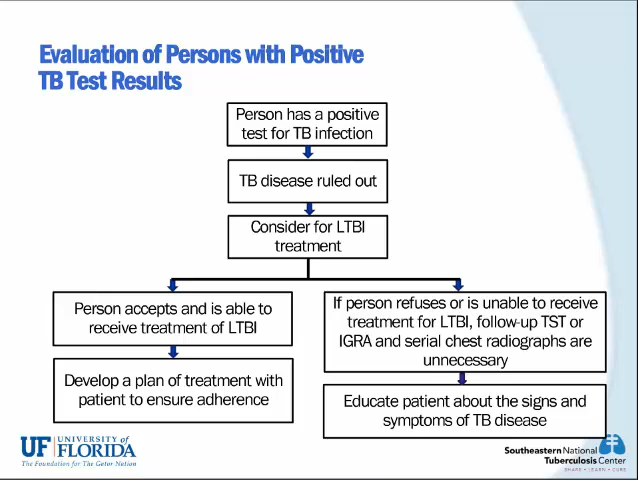 Evaluation of Persons with Positive
TB Test Results
Person has a positive
test for TB infection
TB disease ruled out
Consider for LTBI
treatment
Person accepts and is able to
receive treatment of LTBI
If person refuses or is unable to receive
treatment for LTBI, follow-up TST or
IGRA and serial chest radiographs are
unnecessary
Develop a plan of treatment with
patient to ensure adherence
Educate patient about the signs and
symptoms of TB disease
UF UNIVERSITY of
FLORIDA
The Foundation for The Gator Nation
Southeastern National
Tuberculosis Center
SHARE • LEARN • CURE